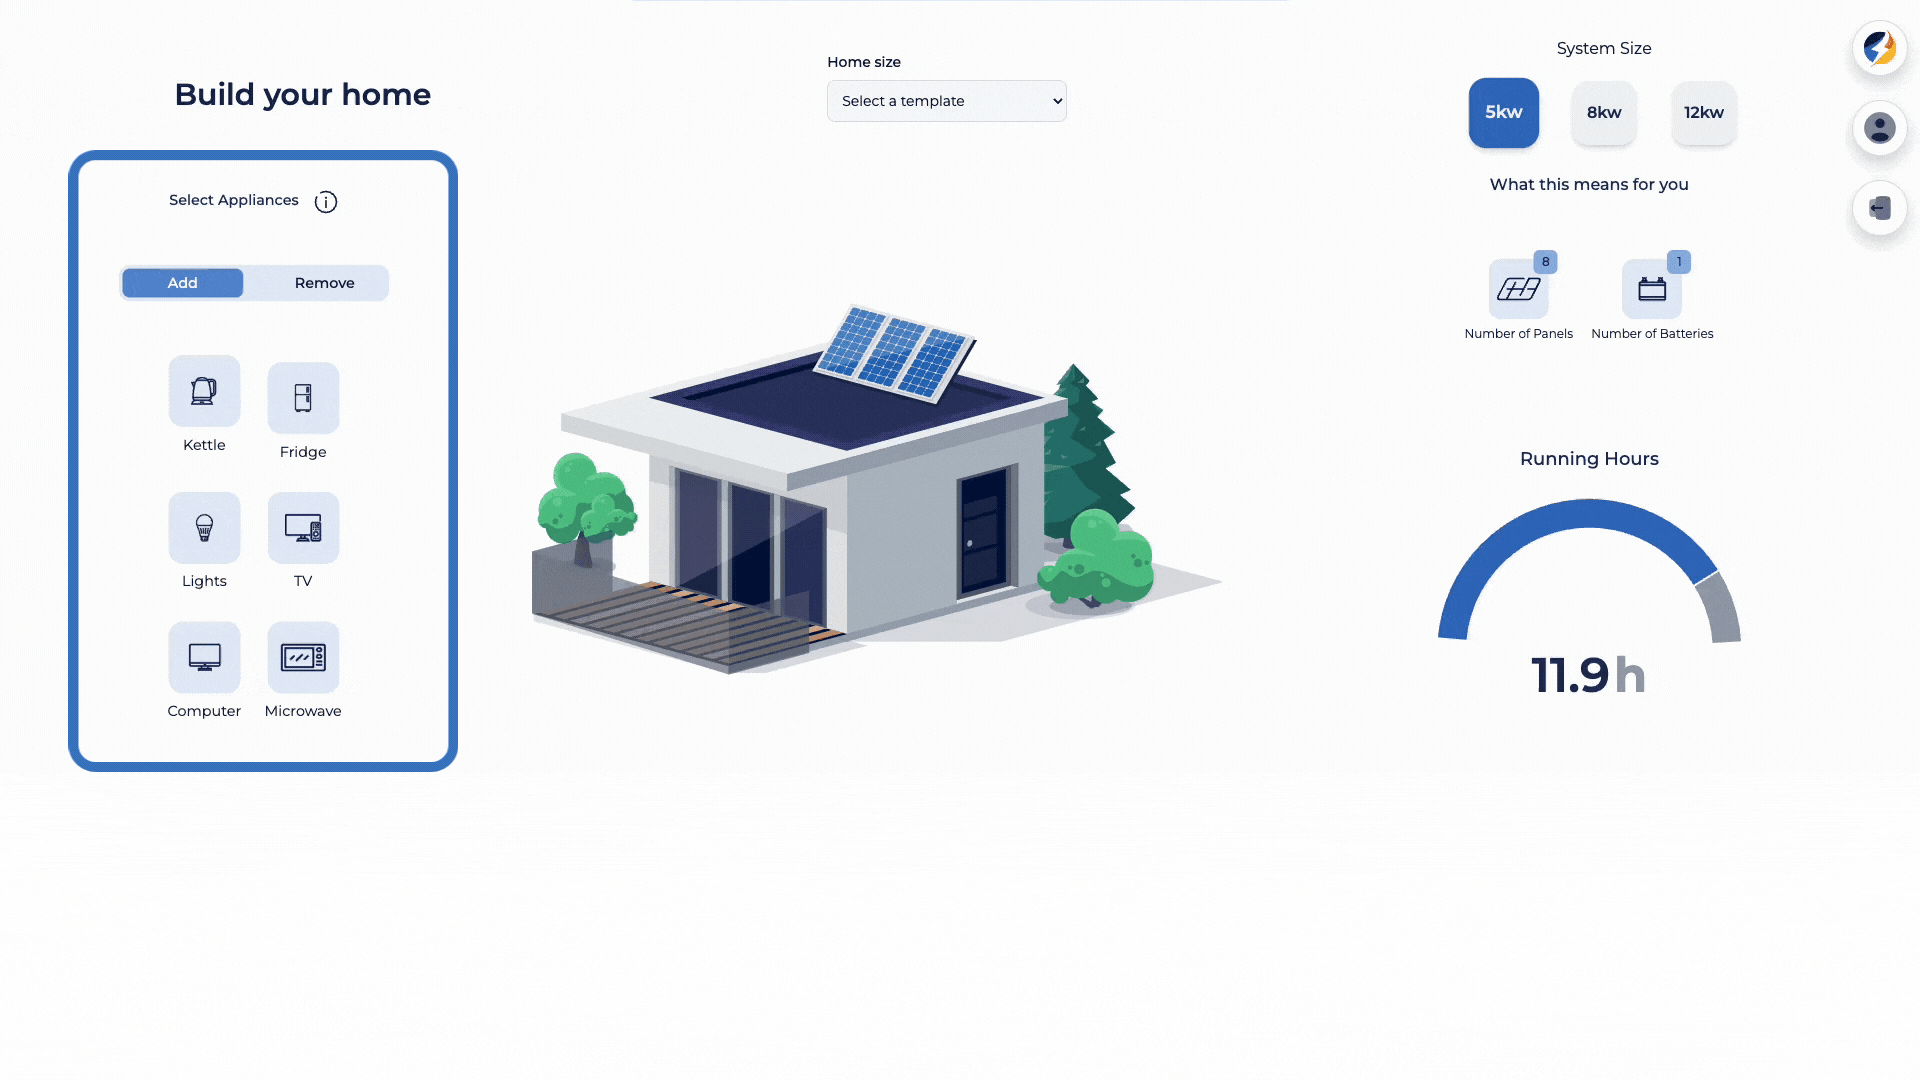 Build your home
Select Appliances
Add
Remove
Kettle
Fridge
Lights
TV
Computer
Microwave
Home size
Select a template
System Size
5kw
8kw
12kw
What this means for you
8
1
Number of Panels
Number of Batteries
Running Hours
11.9h